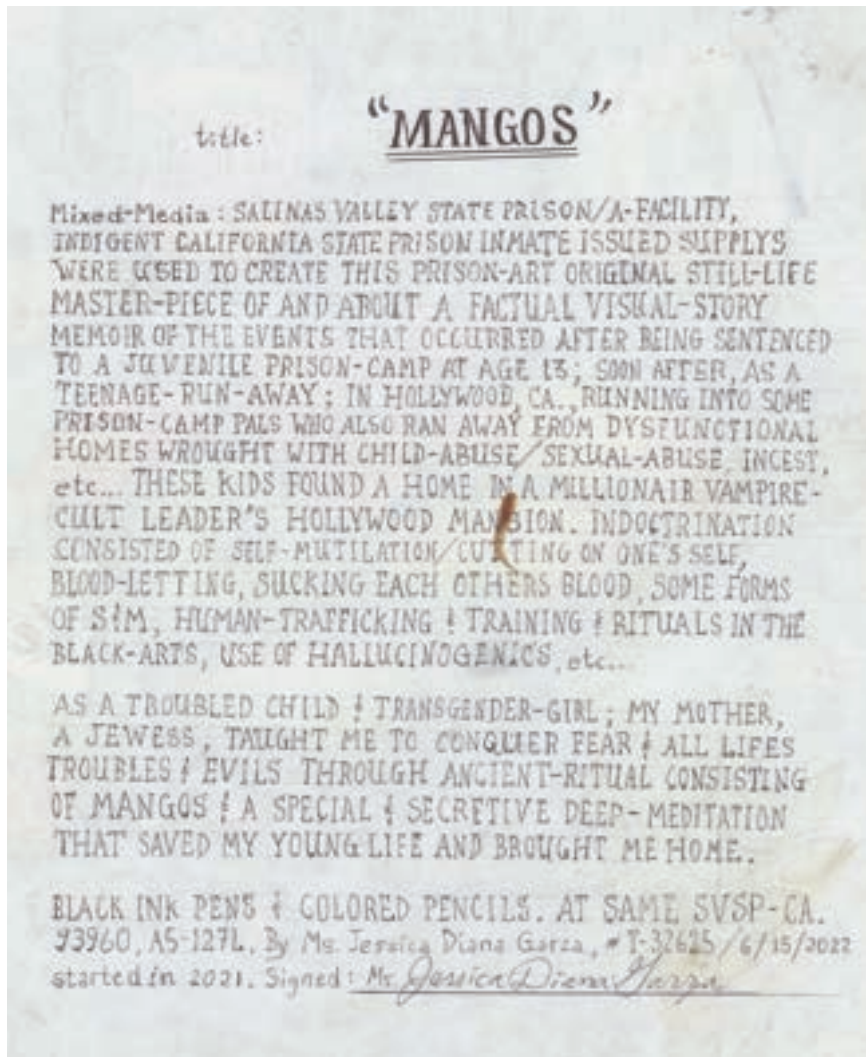 title: "MANGOS"
Mixed-Media: SALINAS VALLEY STATE PRISON/A-FACILITY,
INDIGENT CALIFORNIA STATE PRISON INMATE ISSUED SUPPLYS
WERE USED TO CREATE THIS PRISON-ART ORIGINAL STILL-LIFE
MASTER-PIECE OF AND ABOUT A FACTUAL VISUAL-STORY
MEMOIR OF THE EVENTS THAT OCCURRED AFTER BEING SENTENCED
TO A JUVENILE PRISON-CAMP AT AGE 13; SOON AFTER, AS A
TEENAGE-RUN-AWAY; IN HOLLYWOOD, CA., RUNNING INTO SOME
PRISON-CAMP PALS WHO ALSO RAN AWAY FROM DYSFUNCTIONAL
HOMES WROUGHT WITH CHILD-ABUSE/SEXUAL-ABUSE, INCEST,
etc... THESE KIDS FOUND A HOME IN A MILLIONAIR VAMPIRE-
CULT LEADER'S HOLLYWOOD MANSION. INDOCTRINATION
CONSISTED OF SELF-MUTILATION/CUTTING ON ONE'S SELF,
BLOOD-LETTING, SUCKING EACH OTHERS BLOOD, SOME FORMS
OF S&M, HUMAN-TRAFFICKING & TRAINING & RITUALS IN THE
BLACK-ARTS, USE OF HALLUCINOGENICS, etc...
AS A TROUBLED CHILD & TRANSGENDER-GIRL; MY MOTHER,
A JEWESS, TAUGHT ME TO CONQUER FEAR & ALL LIFES
TROUBLES & EVILS THROUGH ANCIENT-RITUAL CONSISTING
OF MANGOS & A SPECIAL & SECRETIVE DEEP-MEDITATION
THAT SAVED MY YOUNG LIFE AND BROUGHT ME HOME.
BLACK INK PENS & COLORED PENCILS. AT SAME SVSP-CA.
93960, A5-127L. By Ms. Jessica Diana Garza, #T-32625/6/15/2022
started in 2021. Signed: Ms. Jessica Diana Garza